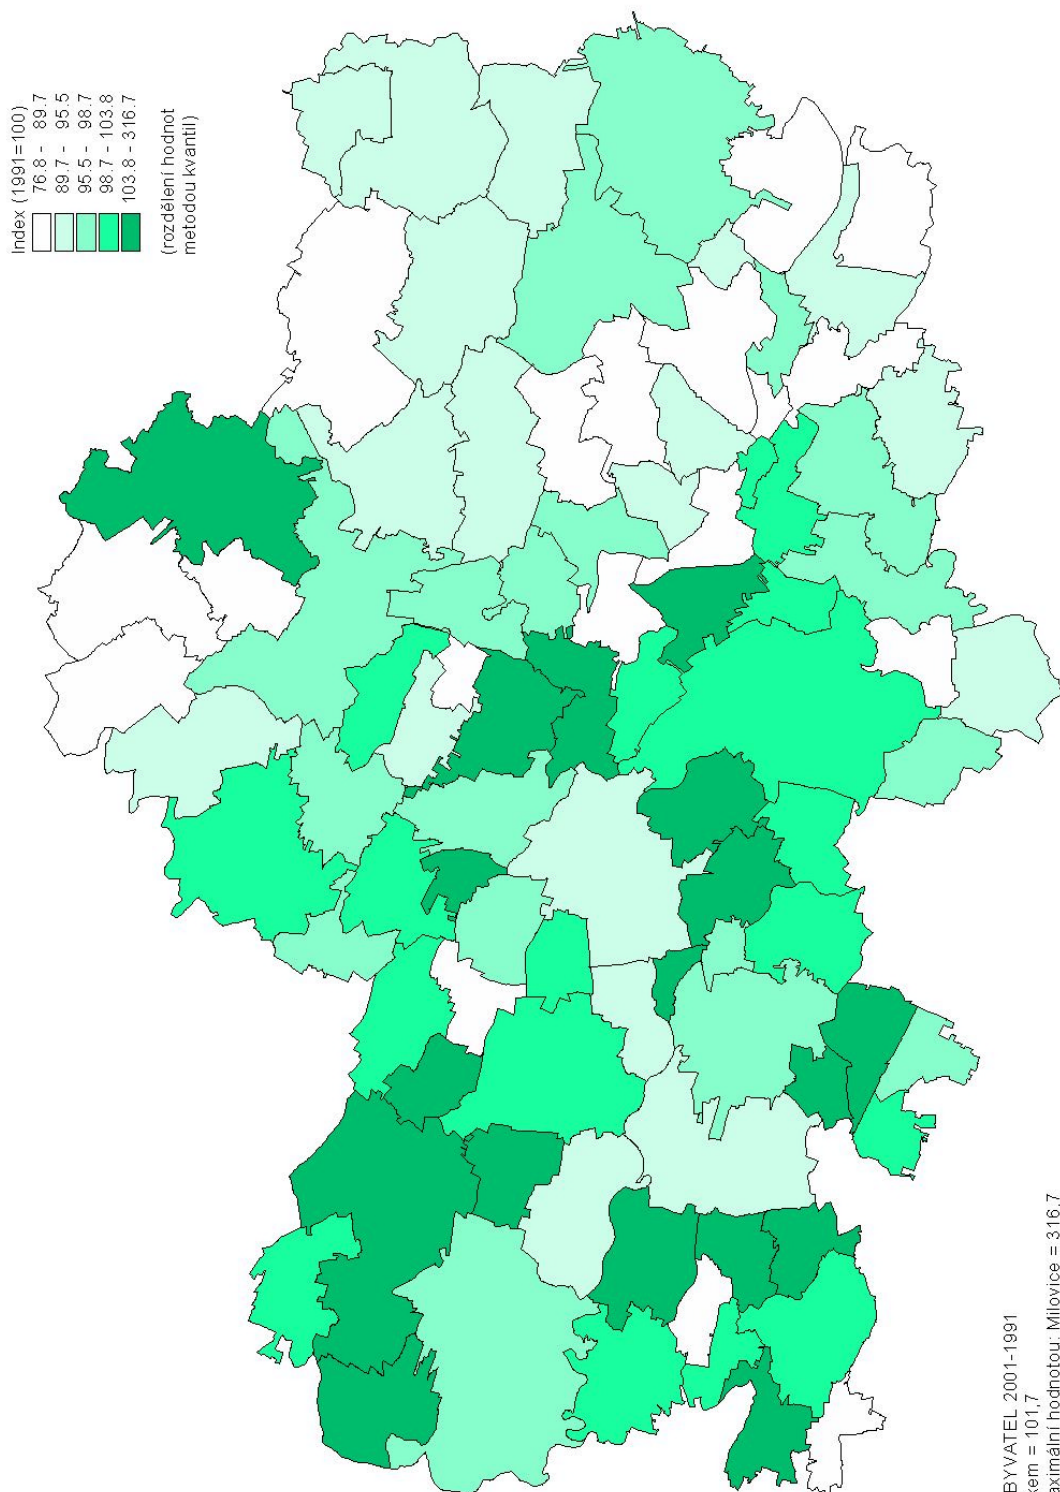 Index (1991=100)
76.8 - 89.7
89.7 - 95.5
95.5 - 98.7
98.7 - 103.8
103.8 - 316.7
(rozdělení hodnot
metodou kvantil)
BYVATEL 2001-1991
kem = 101,7
aximální hodnotou: Milovice = 316,7